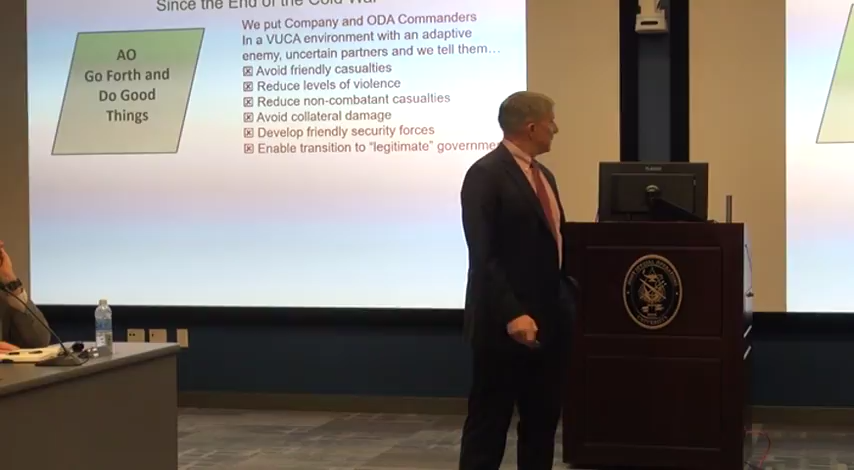 Since the End of the Cold War
AO
Go Forth and
Do Good
Things
We put Company and ODA Commanders
In a VUCA environment with an adaptive
enemy, uncertain partners and we tell them…
☒ Avoid friendly casualties
☒ Reduce levels of violence
☒ Reduce non-combatant casualties
☒ Avoid collateral damage
☒ Develop friendly security forces
☒ Enable transition to “legitimate” governme